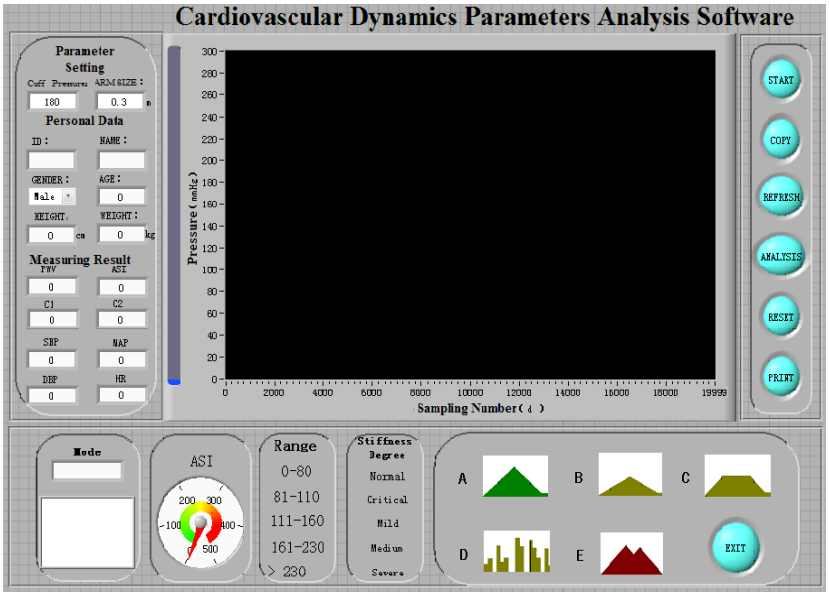 Cardiovascular Dynamics Parameters Analysis Software
Parameter
Setting
Cuff Pressure: ARM SIZE:
180 0.3 m
Personal Data
ID: NAME:
GENDER: AGE:
Male 0
HEIGHT: WEIGHT:
0 cm 0 kg
Measuring Result
PWV ASI
0 0
C1 C2
0 0
SBP MAP
0 0
DBP HR
0 0
Pressure(mmHg)
300
280
260
240
220
200
180
160
140
120
100
80
60
40
20
0
0 2000 4000 6000 8000 10000 12000 14000 16000 18000 19999
Sampling Number( d )
START
COPY
REFRESH
ANALYSIS
RESET
PRINT
Mode
ASI
0 100 200 300 400 500
Range
0-80
81-110
111-160
161-230
> 230
Stiffness
Degree
Normal
Critical
Mild
Medium
Severe
A B C
D E
EXIT